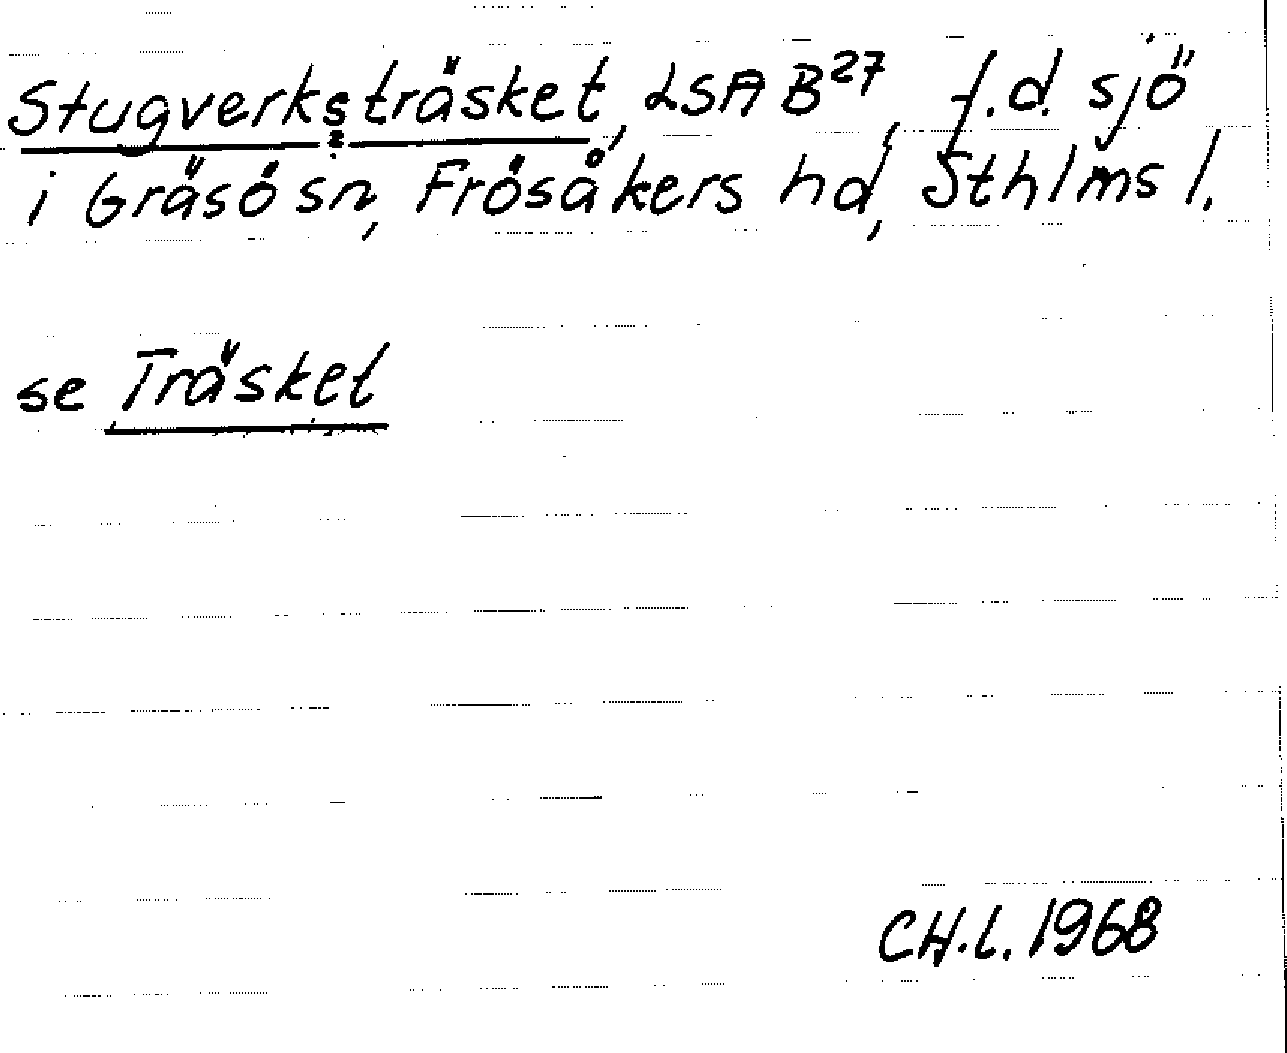 Stugverksträsket, LSA B27 f.d. sjö
i Gräsö sn, Frösåkers hd, Sthlms l.
se Träsket
CH.L. 1968